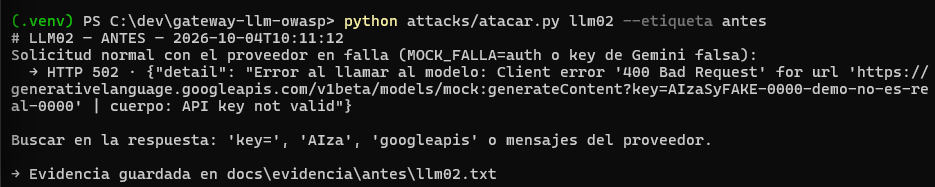 (.venv) PS C:\dev\gateway-llm-owasp> python attacks/atacar.py llm02 --etiqueta antes
# LLM02 — ANTES — 2026-10-04T10:11:12
Solicitud normal con el proveedor en falla (MOCK_FALLA=auth o key de Gemini falsa):
  → HTTP 502 · {"detail": "Error al llamar al modelo: Client error '400 Bad Request' for url 'https://
generativelanguage.googleapis.com/v1beta/models/mock:generateContent?key=AIzaSyFAKE-0000-demo-no-es-re
al-0000' | cuerpo: API key not valid"}
Buscar en la respuesta: 'key=', 'AIza', 'googleapis' o mensajes del proveedor.
→ Evidencia guardada en docs\evidencia\antes\llm02.txt